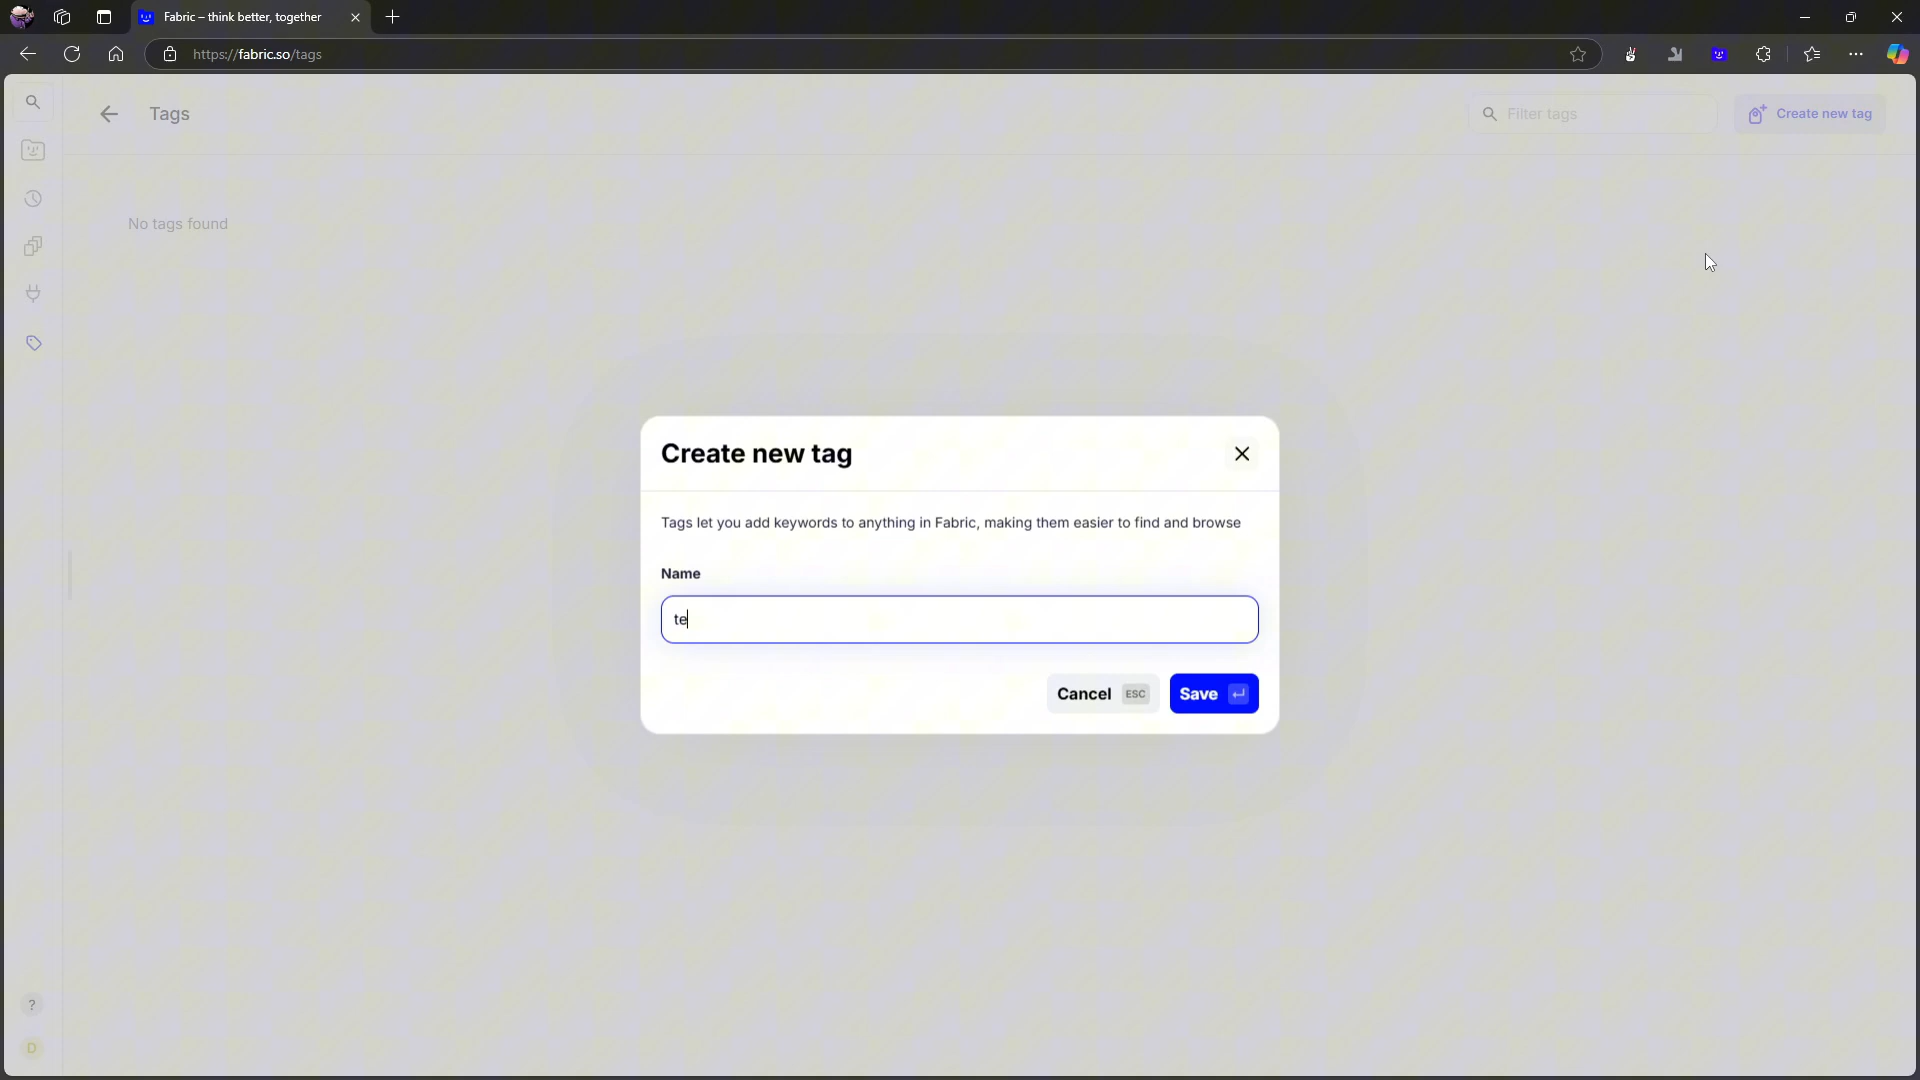 Fabric – think better, together
https://fabric.so/tags
Tags
Filter tags
Create new tag
No tags found
Create new tag
Tags let you add keywords to anything in Fabric, making them easier to find and browse
Name
te
Cancel ESC
Save
?
D